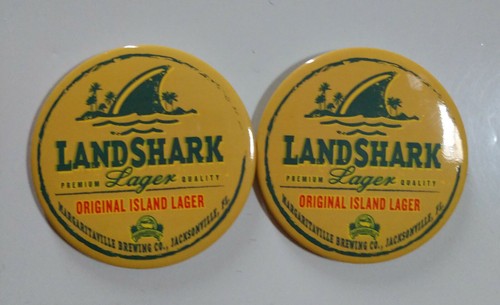 LANDSHARK
PREMIUM Lager QUALITY
ORIGINAL ISLAND LAGER
MARGARITAVILLE BREWING CO., JACKSONVILLE, FL
LANDSHARK
PREMIUM Lager QUALITY
ORIGINAL ISLAND LAGER
MARGARITAVILLE BREWING CO., JACKSONVILLE, FL